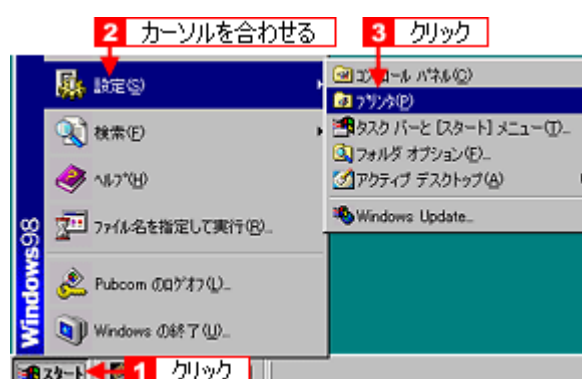 2 カーソルを合わせる
3 クリック
設定(S)
検索(F)
ヘルプ(H)
ファイル名を指定して実行(R)...
Pubcom のログオフ(L)...
Windows の終了(U)...
Windows98
コントロール パネル(C)
プリンタ(P)
タスク バーと [スタート] メニュー(T)...
フォルダ オプション(F)...
アクティブ デスクトップ(A)
Windows Update...
スタート
1 クリック